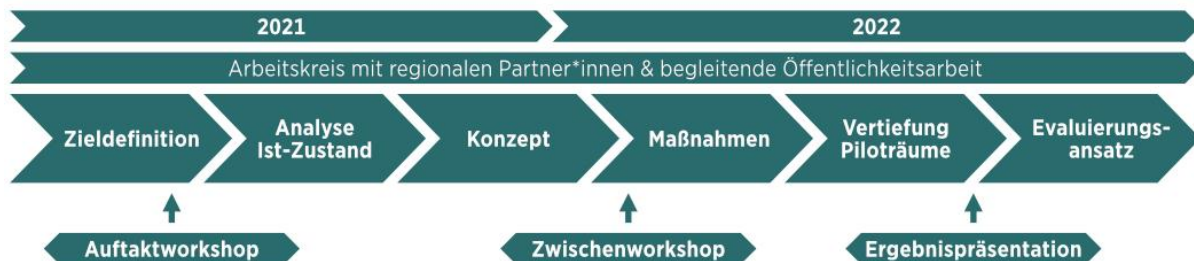 2021
2022
Arbeitskreis mit regionalen Partner*innen & begleitende Öffentlichkeitsarbeit
Zieldefinition
Analyse
Ist-Zustand
Konzept
Maßnahmen
Vertiefung
Piloträume
Evaluierungs-
ansatz
Auftaktworkshop
Zwischenworkshop
Ergebnispräsentation